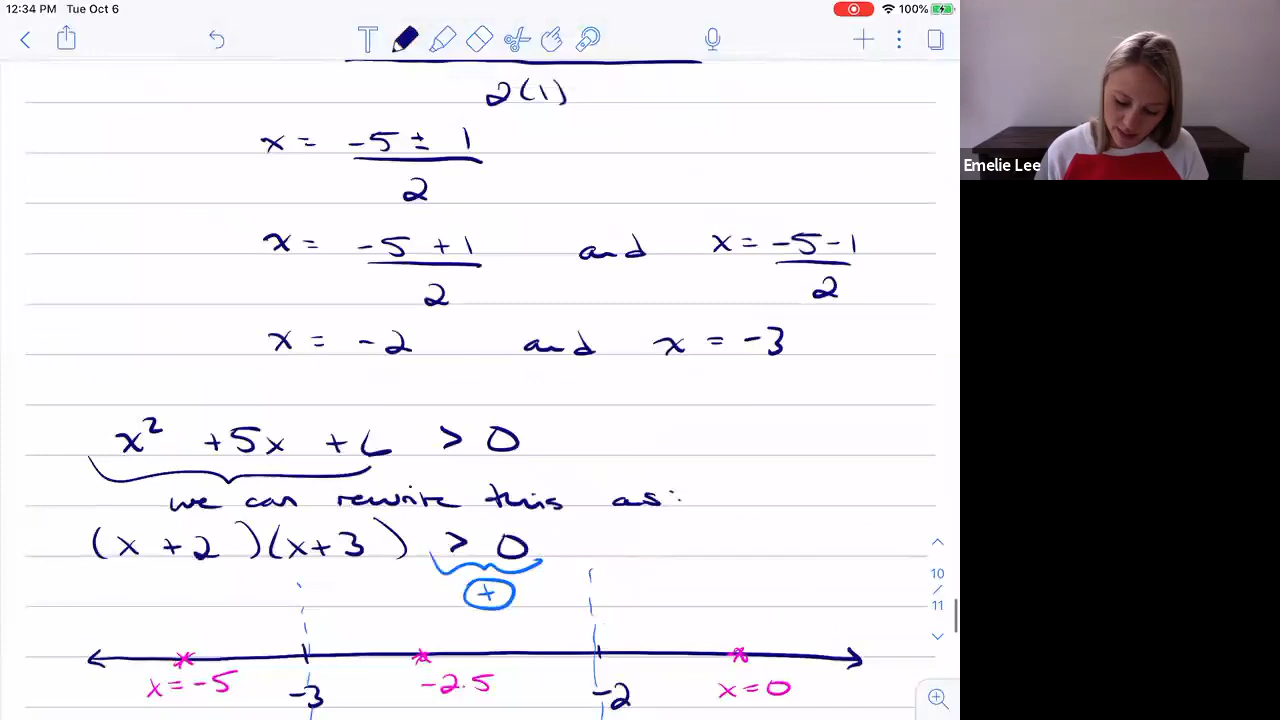 12:34 PM Tue Oct 6
100%
T
2(1)
x = -5 ± 1
2
x = -5 + 1 and x = -5 - 1
2 2
x = -2 and x = -3
x² + 5x + 6 > 0
we can rewrite this as:
(x + 2)(x + 3) > 0
+
x = -5 -2.5 x = 0
-3 -2
10
/
11
Emelie Lee